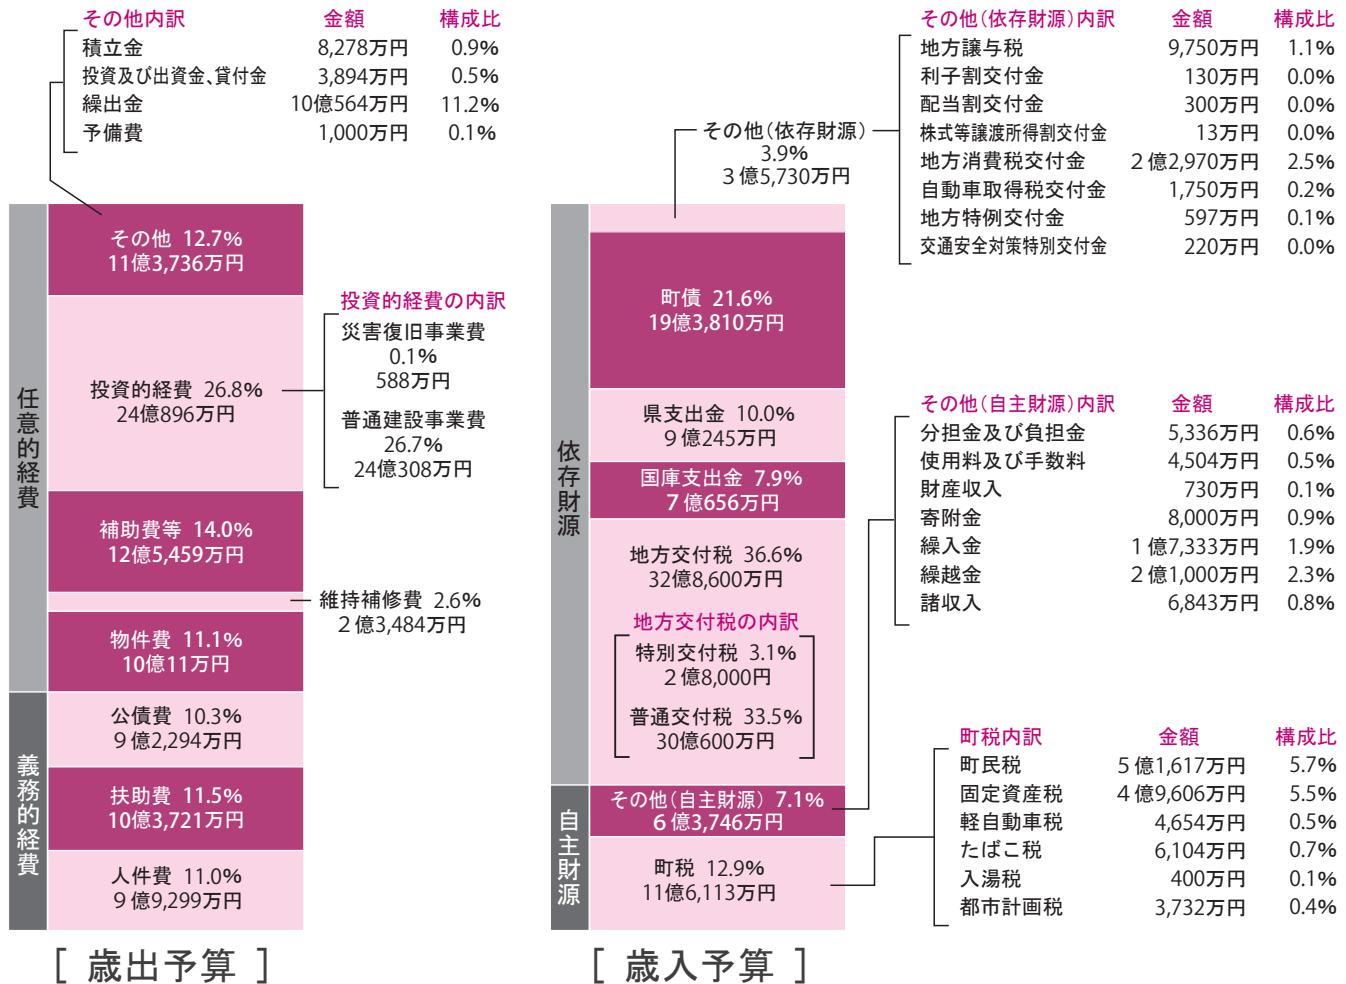 その他内訳 金額 構成比
積立金 8,278万円 0.9%
投資及び出資金、貸付金 3,894万円 0.5%
繰出金 10億564万円 11.2%
予備費 1,000万円 0.1%
任意的経費
その他 12.7%
11億3,736万円
投資的経費 26.8%
24億896万円
投資的経費の内訳
災害復旧事業費
0.1%
588万円
普通建設事業費
26.7%
24億308万円
補助費等 14.0%
12億5,459万円
維持補修費 2.6%
2億3,484万円
物件費 11.1%
10億11万円
義務的経費
公債費 10.3%
9億2,294万円
扶助費 11.5%
10億3,721万円
人件費 11.0%
9億9,299万円
[ 歳出予算 ]
その他(依存財源)内訳 金額 構成比
地方譲与税 9,750万円 1.1%
利子割交付金 130万円 0.0%
配当割交付金 300万円 0.0%
株式等譲渡所得割交付金 13万円 0.0%
地方消費税交付金 2億2,970万円 2.5%
自動車取得税交付金 1,750万円 0.2%
地方特例交付金 597万円 0.1%
交通安全対策特別交付金 220万円 0.0%
その他(依存財源)
3.9%
3億5,730万円
依存財源
町債 21.6%
19億3,810万円
県支出金 10.0%
9億245万円
国庫支出金 7.9%
7億656万円
地方交付税 36.6%
32億8,600万円
地方交付税の内訳
特別交付税 3.1%
2億8,000万円
普通交付税 33.5%
30億600万円
その他(自主財源)内訳 金額 構成比
分担金及び負担金 5,336万円 0.6%
使用料及び手数料 4,504万円 0.5%
財産収入 730万円 0.1%
寄附金 8,000万円 0.9%
繰入金 1億7,333万円 1.9%
繰越金 2億1,000万円 2.3%
諸収入 6,843万円 0.8%
自主財源
その他(自主財源) 7.1%
6億3,746万円
町税 12.9%
11億6,113万円
町税内訳 金額 構成比
町民税 5億1,617万円 5.7%
固定資産税 4億9,606万円 5.5%
軽自動車税 4,654万円 0.5%
たばこ税 6,104万円 0.7%
入湯税 400万円 0.1%
都市計画税 3,732万円 0.4%
[ 歳入予算 ]